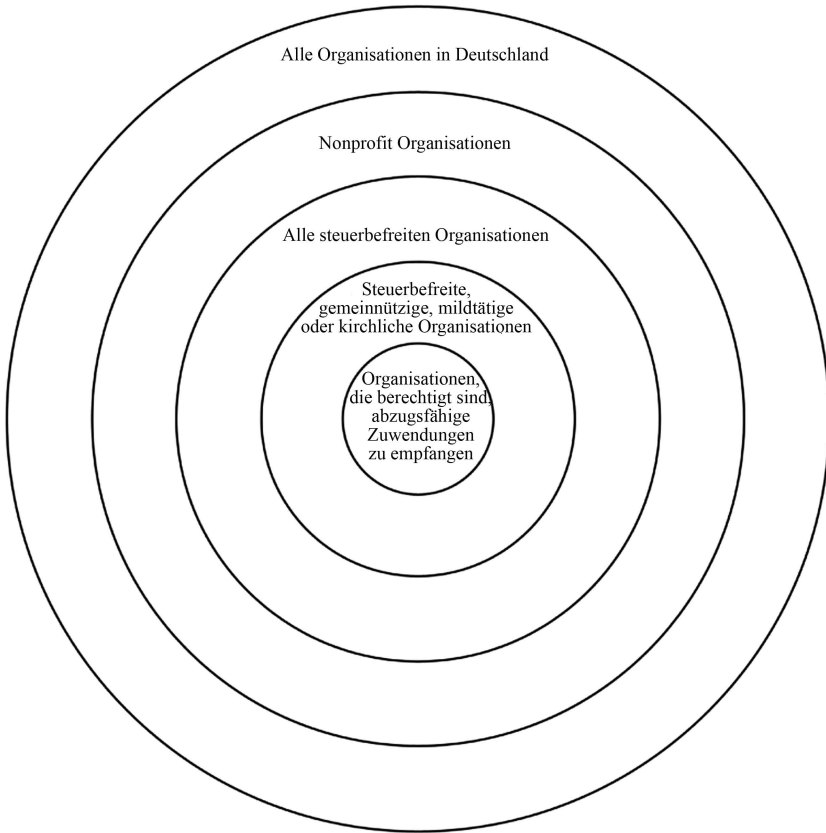 Alle Organisationen in Deutschland
Nonprofit Organisationen
Alle steuerbefreiten Organisationen
Steuerbefreite,
gemeinnützige, mildtätige
oder kirchliche Organisationen
Organisationen,
die berechtigt sind,
abzugsfähige
Zuwendungen
zu empfangen